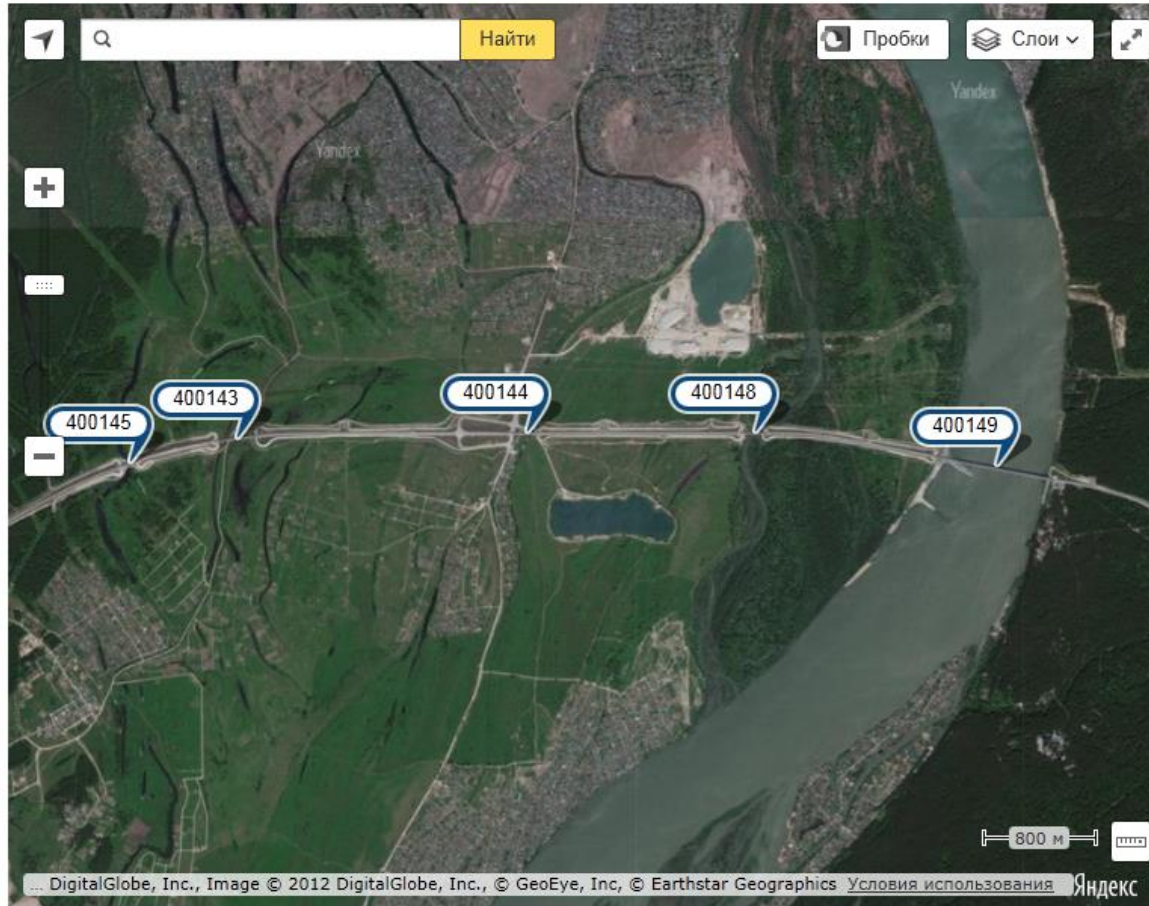 Найти
Пробки
Слои
Yandex
Yandex
400145
400143
400144
400148
400149
800 м
... DigitalGlobe, Inc., Image © 2012 DigitalGlobe, Inc., © GeoEye, Inc, © Earthstar Geographics Условия использования
Яндекс